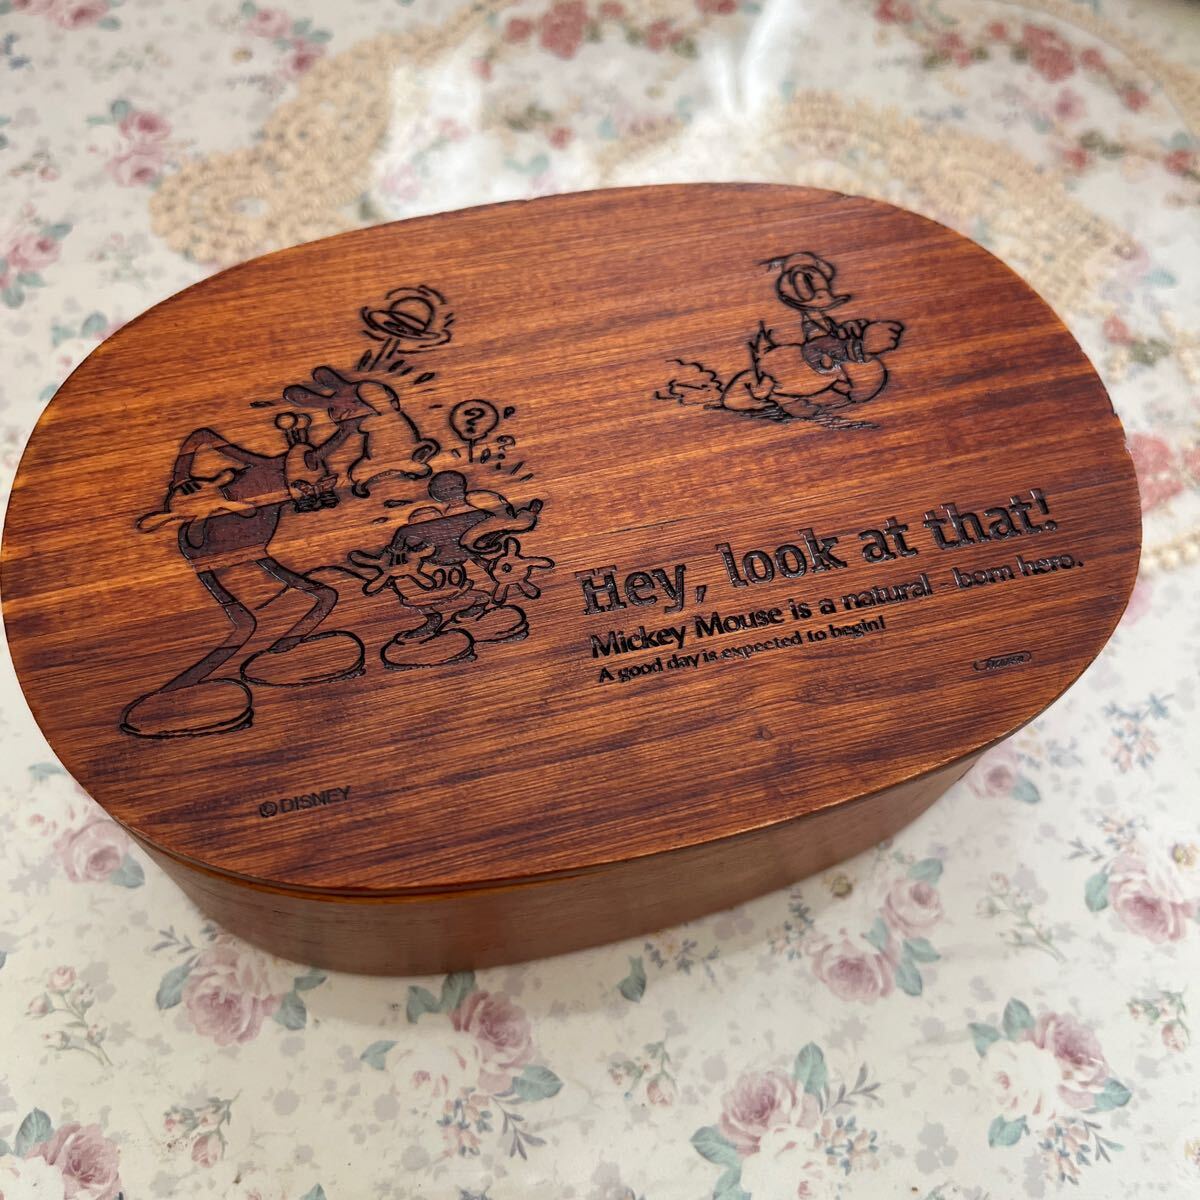 ?
Hey, look at that!
Mickey Mouse is a natural - born hero.
A good day is expected to begin!
© DISNEY